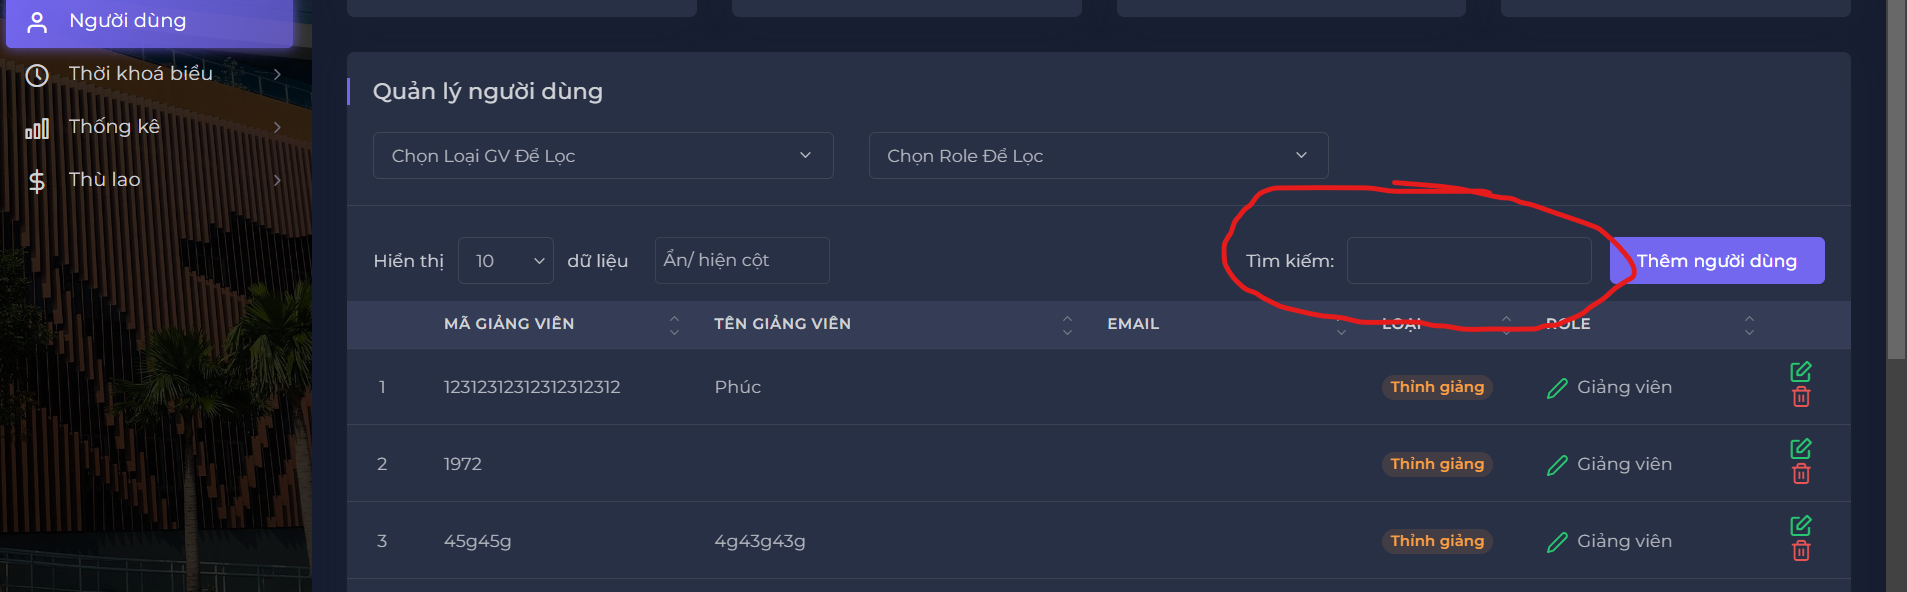 Người dùng
Thời khoá biểu
Thống kê
Thù lao
Quản lý người dùng
Chọn Loại GV Để Lọc
Chọn Role Để Lọc
Hiển thị 10 dữ liệu Ẩn/ hiện cột Tìm kiếm: Thêm người dùng
MÃ GIẢNG VIÊN TÊN GIẢNG VIÊN EMAIL LOẠI ROLE
1 12312312312312312312 Phúc Thỉnh giảng Giảng viên
2 1972 Thỉnh giảng Giảng viên
3 45g45g 4g43g43g Thỉnh giảng Giảng viên